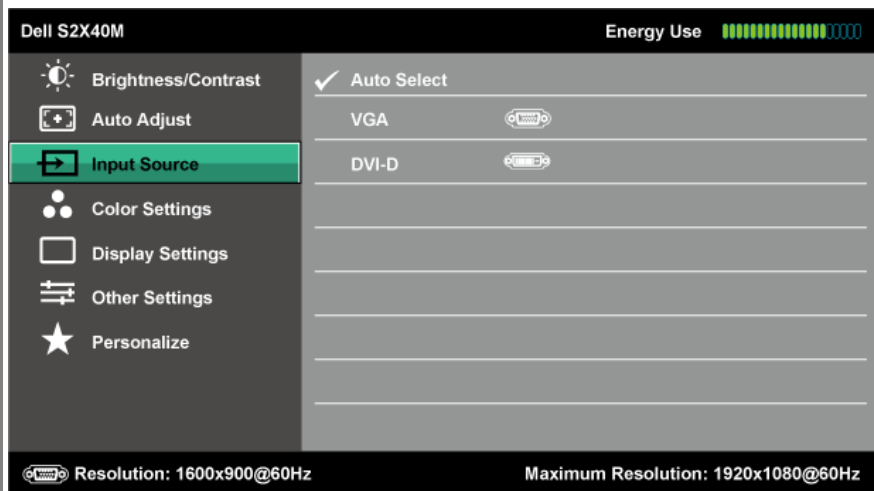 Dell S2X40M Energy Use
Brightness/Contrast Auto Select
Auto Adjust VGA
Input Source DVI-D
Color Settings
Display Settings
Other Settings
Personalize
Resolution: 1600x900@60Hz Maximum Resolution: 1920x1080@60Hz